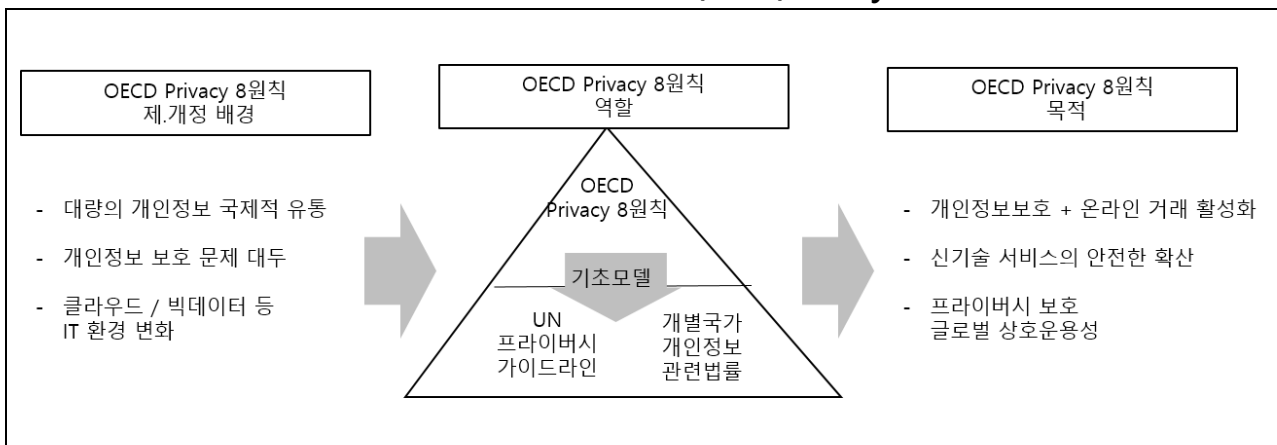 OECD Privacy 8원칙
제.개정 배경
- 대량의 개인정보 국제적 유통
- 개인정보 보호 문제 대두
- 클라우드 / 빅데이터 등
IT 환경 변화
OECD Privacy 8원칙
역할
OECD
Privacy 8원칙
기초모델
UN
프라이버시
가이드라인
개별국가
개인정보
관련법률
OECD Privacy 8원칙
목적
- 개인정보보호 + 온라인 거래 활성화
- 신기술 서비스의 안전한 확산
- 프라이버시 보호
글로벌 상호운용성